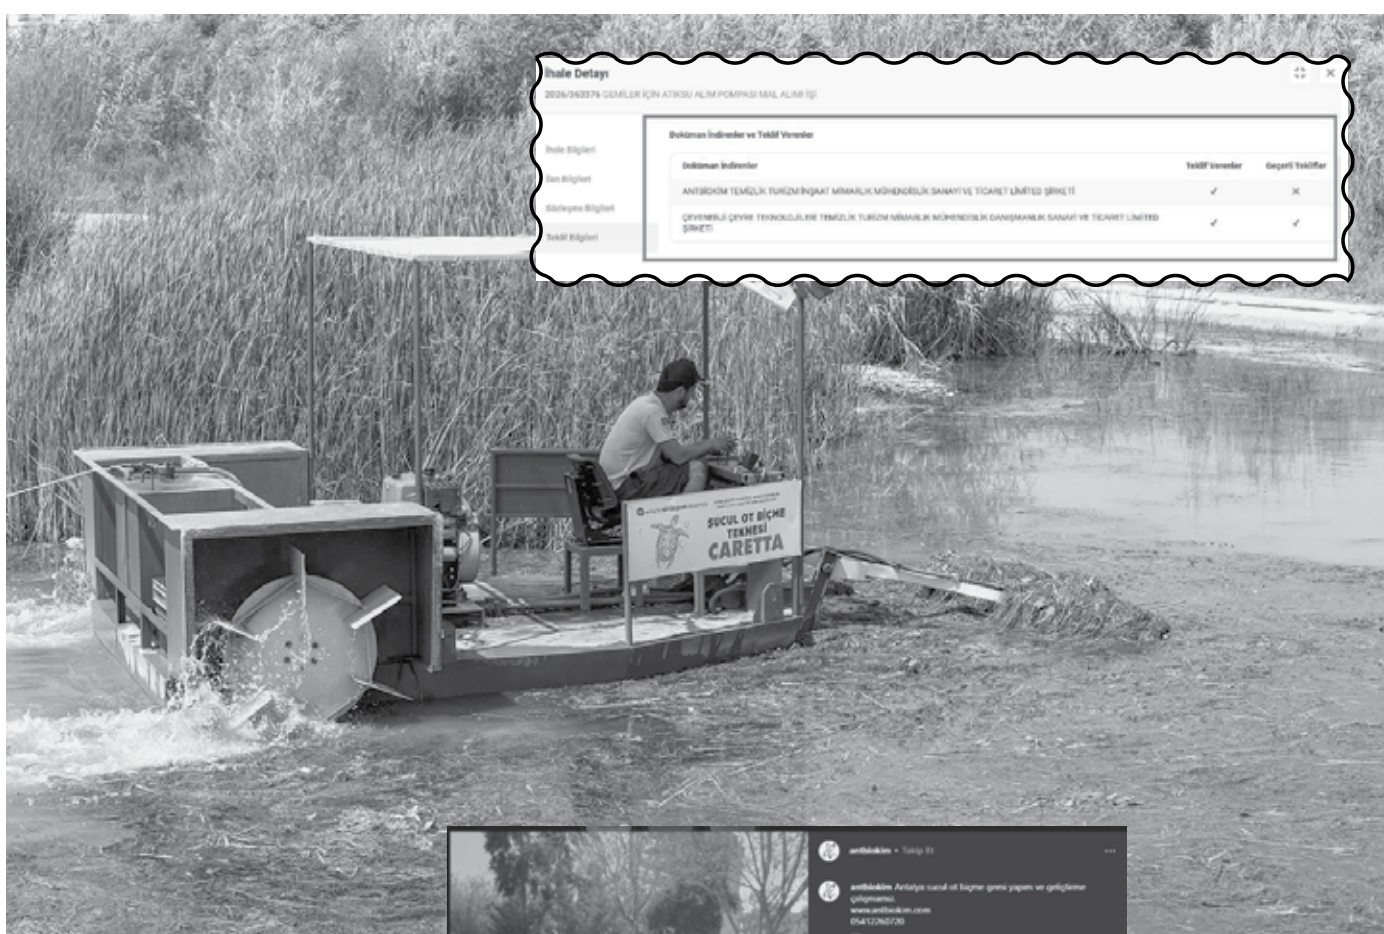 İhale Detayı
2026/363376 GEMİLER İÇİN ATIKSU ALIM POMPASI MAL ALIMI İŞİ
İhale Bilgileri
İlan Bilgileri
Sözleşme Bilgileri
Teklif Bilgileri
Doküman İndirenler ve Teklif Verenler
Doküman İndirenler Teklif Verenler Geçerli Teklifler
ANTBİOKİM TEMİZLİK TURİZM İNŞAAT MİMARLIK MÜHENDİSLİK SANAYİ VE TİCARET LİMİTED ŞİRKETİ ✓ ✕
ÇEVENERJİ ÇEVRE TEKNOLOJİLERİ TEMİZLİK TURİZM MİMARLIK MÜHENDİSLİK DANIŞMANLIK SANAYİ VE TİCARET LİMİTED
ŞİRKETİ ✓ ✓
SUCUL OT BİÇME
TEKNESİ
CARETTA
antbiokim • Takip Et
antbiokim Antalya sucul ot biçme gemi yapım ve geliştirme
çalışmamız.
www.antbiokim.com
05412260720